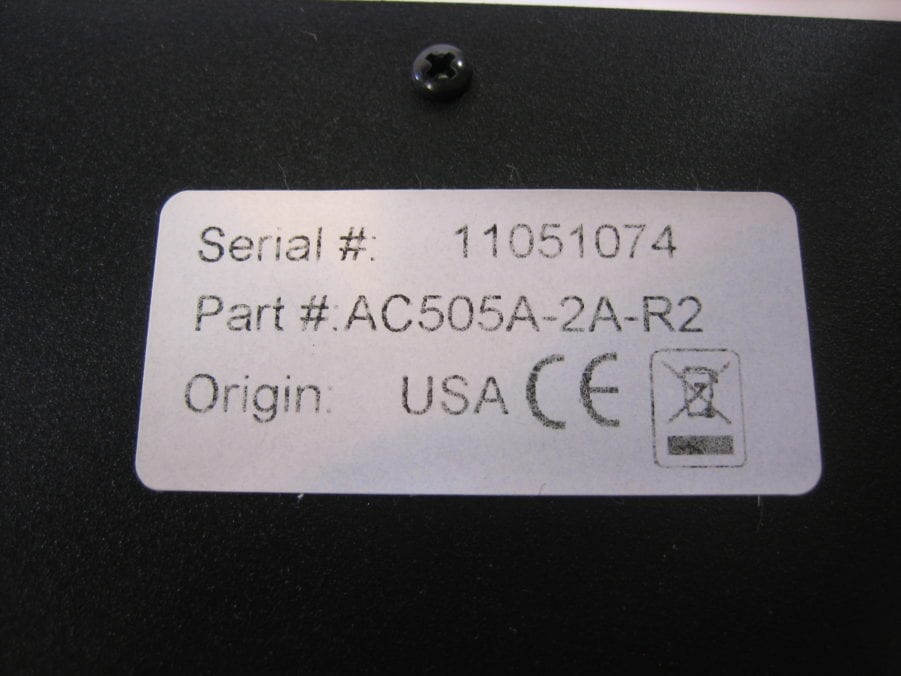 Serial #: 11051074
Part #:AC505A-2A-R2
Origin: USA CE